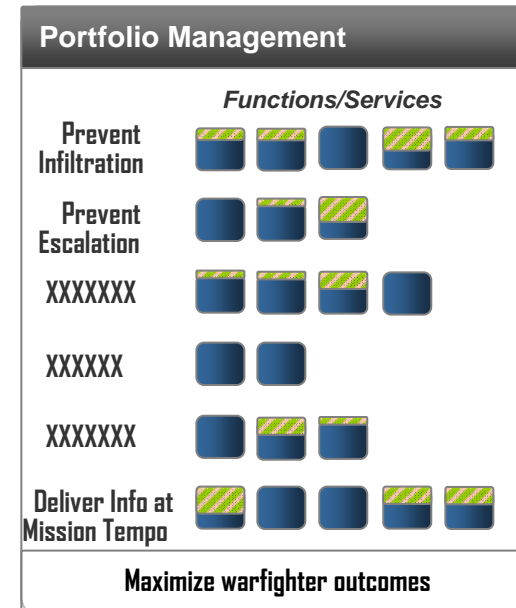 Portfolio Management
Functions/Services
Prevent
Infiltration
Prevent
Escalation
XXXXXXX
XXXXXX
XXXXXXX
Deliver Info at
Mission Tempo
Maximize warfighter outcomes